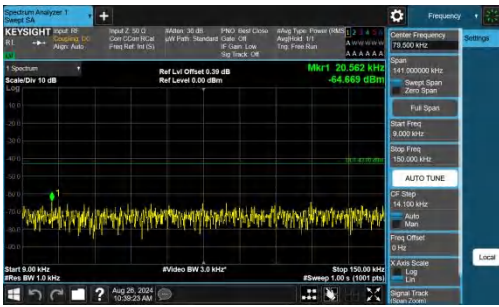 Spectrum Analyzer 1
Swept SA
+
Frequency
KEYSIGHT
Input: RF
Coupling: DC
Align: Auto
Input Z: 50 Ω
Corr CCorr RCal
Freq Ref: Int (S)
#Atten: 30 dB
µW Path: Standard
PNO: Best Close
Gate: Off
IF Gain: Low
Sig Track: Off
#Avg Type: Power (RMS)
Avg|Hold: 1/1
Trig: Free Run
A W W W W W
A A A A A A
1 Spectrum
Scale/Div 10 dB
Log
Ref Lvl Offset 0.39 dB
Ref Level 0.00 dBm
Mkr1 20.562 kHz
-64.669 dBm
1
Start 9.00 kHz
#Res BW 1.0 kHz
#Video BW 3.0 kHz*
Stop 150.00 kHz
#Sweep 1.00 s (1001 pts)
Aug 26, 2024
10:39:23 AM
Center Frequency
79.500 kHz
Settings
Span
141.000000 kHz
Swept Span
Zero Span
Full Span
Start Freq
9.000 kHz
Stop Freq
150.000 kHz
AUTO TUNE
CF Step
14.100 kHz
Auto
Man
Freq Offset
0 Hz
X Axis Scale
Log
Lin
Local
Signal Track
(Span Zoom)